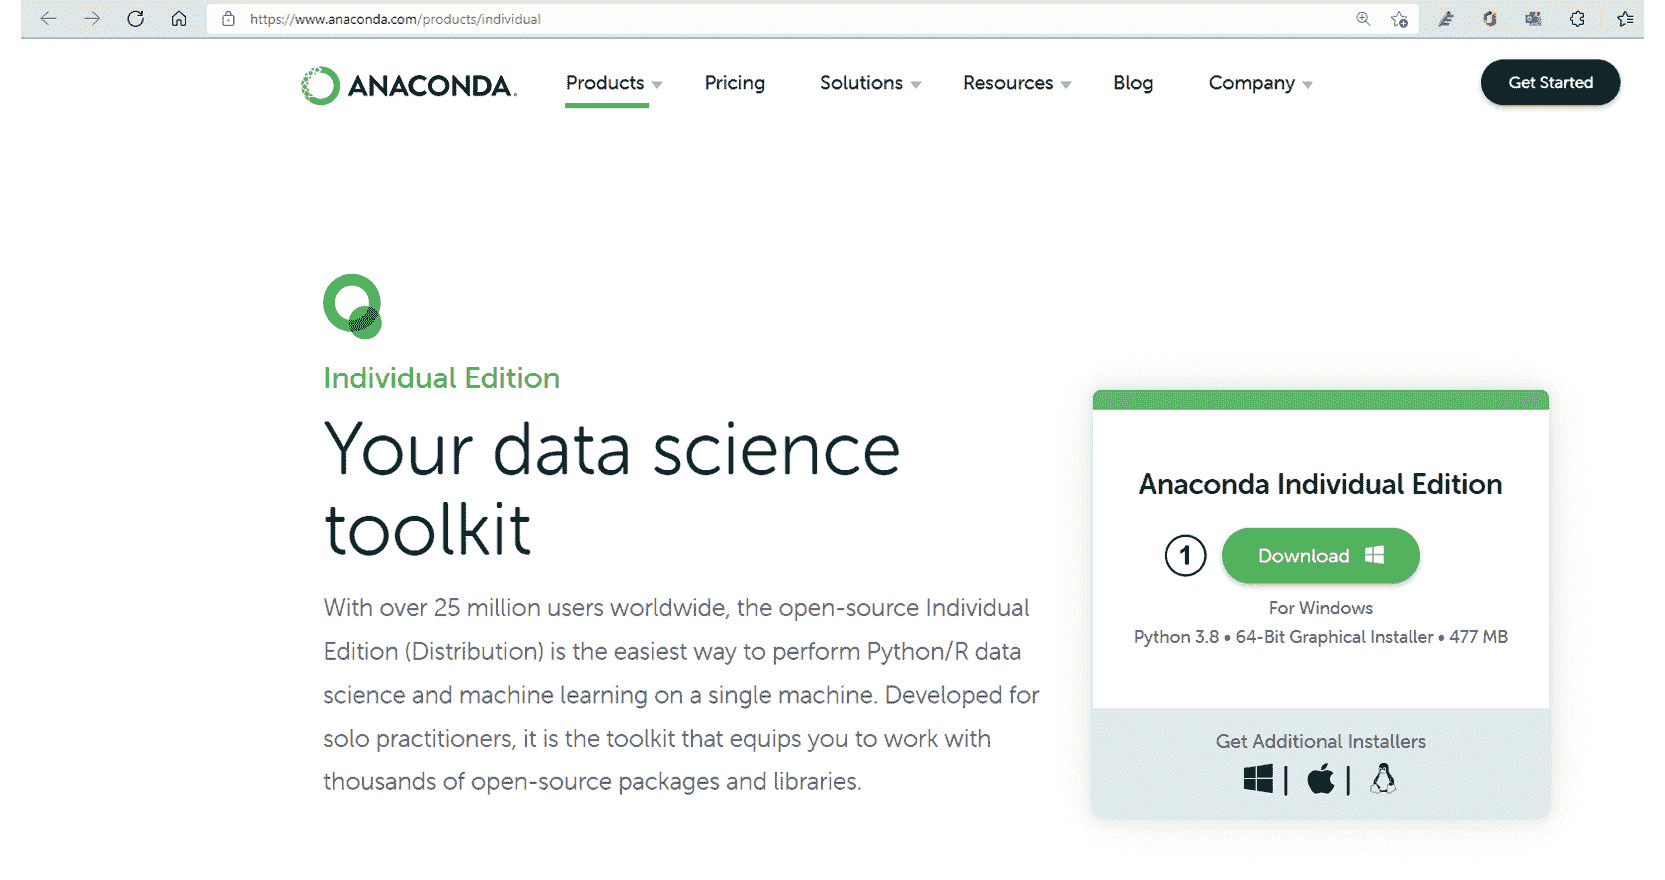 https://www.anaconda.com/products/individual
ANACONDA.
Products
Pricing
Solutions
Resources
Blog
Company
Get Started
Individual Edition
Your data science
toolkit
With over 25 million users worldwide, the open-source Individual
Edition (Distribution) is the easiest way to perform Python/R data
science and machine learning on a single machine. Developed for
solo practitioners, it is the toolkit that equips you to work with
thousands of open-source packages and libraries.
Anaconda Individual Edition
1
Download
For Windows
Python 3.8 • 64-Bit Graphical Installer • 477 MB
Get Additional Installers